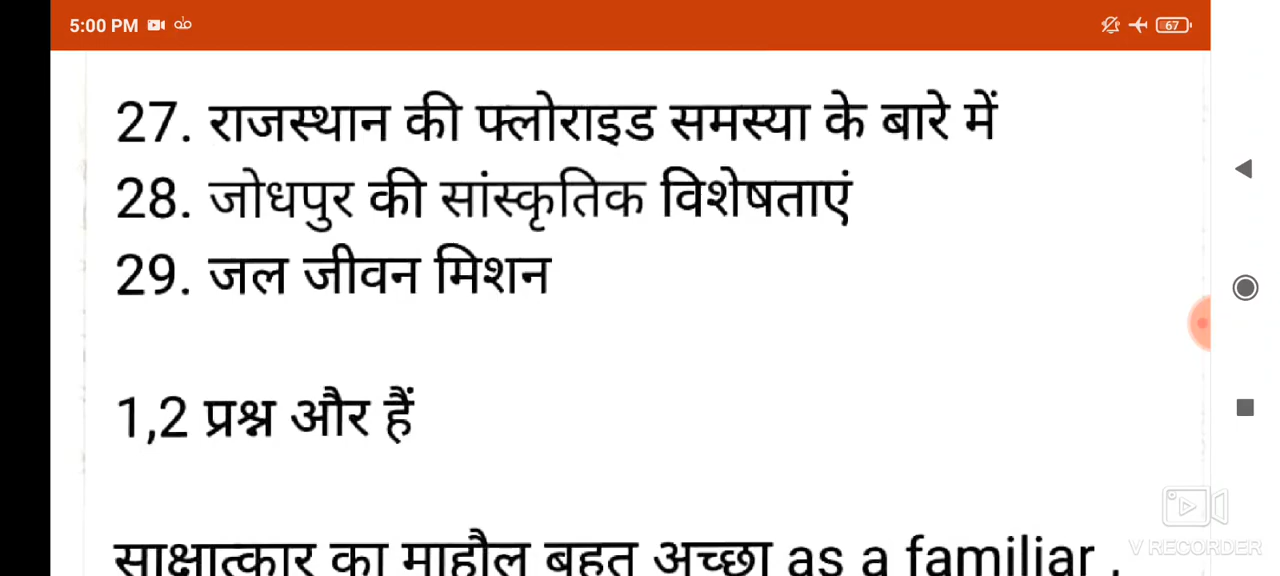 5:00 PM
67
27. राजस्थान की फ्लोराइड समस्या के बारे में
28. जोधपुर की सांस्कृतिक विशेषताएं
29. जल जीवन मिशन
1,2 प्रश्न और हैं
साक्षात्कार का माहौल बहुत अच्छा as a familiar .
V RECORDER